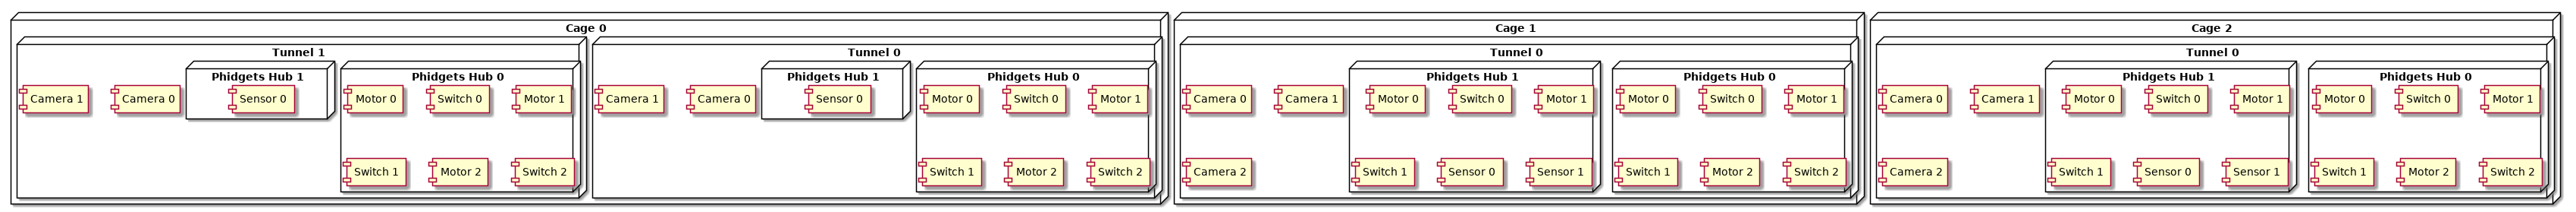 Cage 0
Tunnel 1
Phidgets Hub 1
Phidgets Hub 0
Camera 1
Camera 0
Sensor 0
Motor 0
Switch 0
Motor 1
Switch 1
Motor 2
Switch 2
Tunnel 0
Phidgets Hub 1
Phidgets Hub 0
Camera 1
Camera 0
Sensor 0
Motor 0
Switch 0
Motor 1
Switch 1
Motor 2
Switch 2
Cage 1
Tunnel 0
Phidgets Hub 1
Phidgets Hub 0
Camera 0
Camera 1
Motor 0
Switch 0
Motor 1
Motor 0
Switch 0
Motor 1
Camera 2
Switch 1
Sensor 0
Sensor 1
Switch 1
Motor 2
Switch 2
Cage 2
Tunnel 0
Phidgets Hub 1
Phidgets Hub 0
Camera 0
Camera 1
Motor 0
Switch 0
Motor 1
Motor 0
Switch 0
Motor 1
Camera 2
Switch 1
Sensor 0
Sensor 1
Switch 1
Motor 2
Switch 2